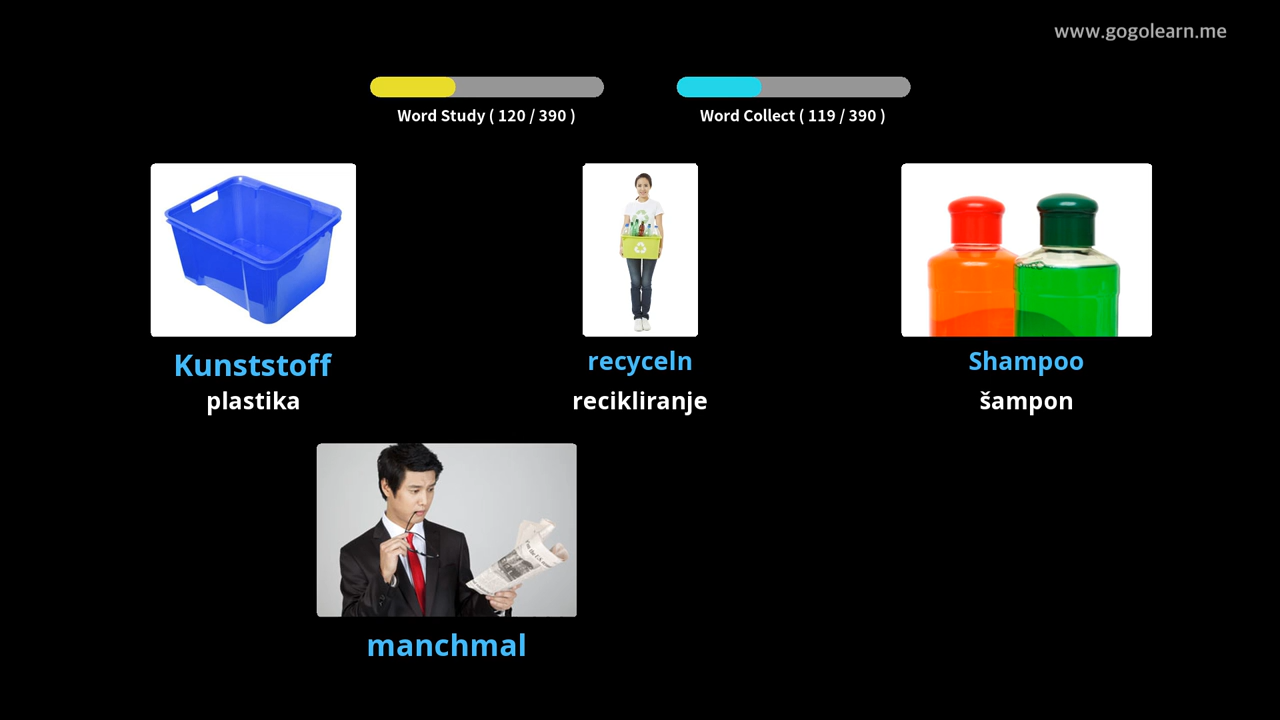 www.gogolearn.me
Word Study ( 120 / 390 )
Word Collect ( 119 / 390 )
Kunststoff
plastika
recyceln
recikliranje
Shampoo
šampon
manchmal